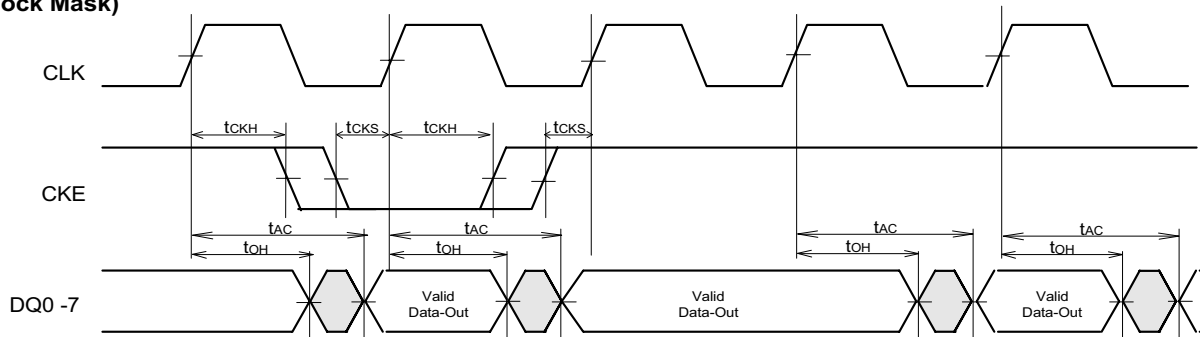 ock Mask)
CLK
tCKH tCKS tCKH tCKS
CKE
tAC tAC tAC tAC
tOH tOH tOH tOH
DQ0 -7
Valid
Data-Out
Valid
Data-Out
Valid
Data-Out